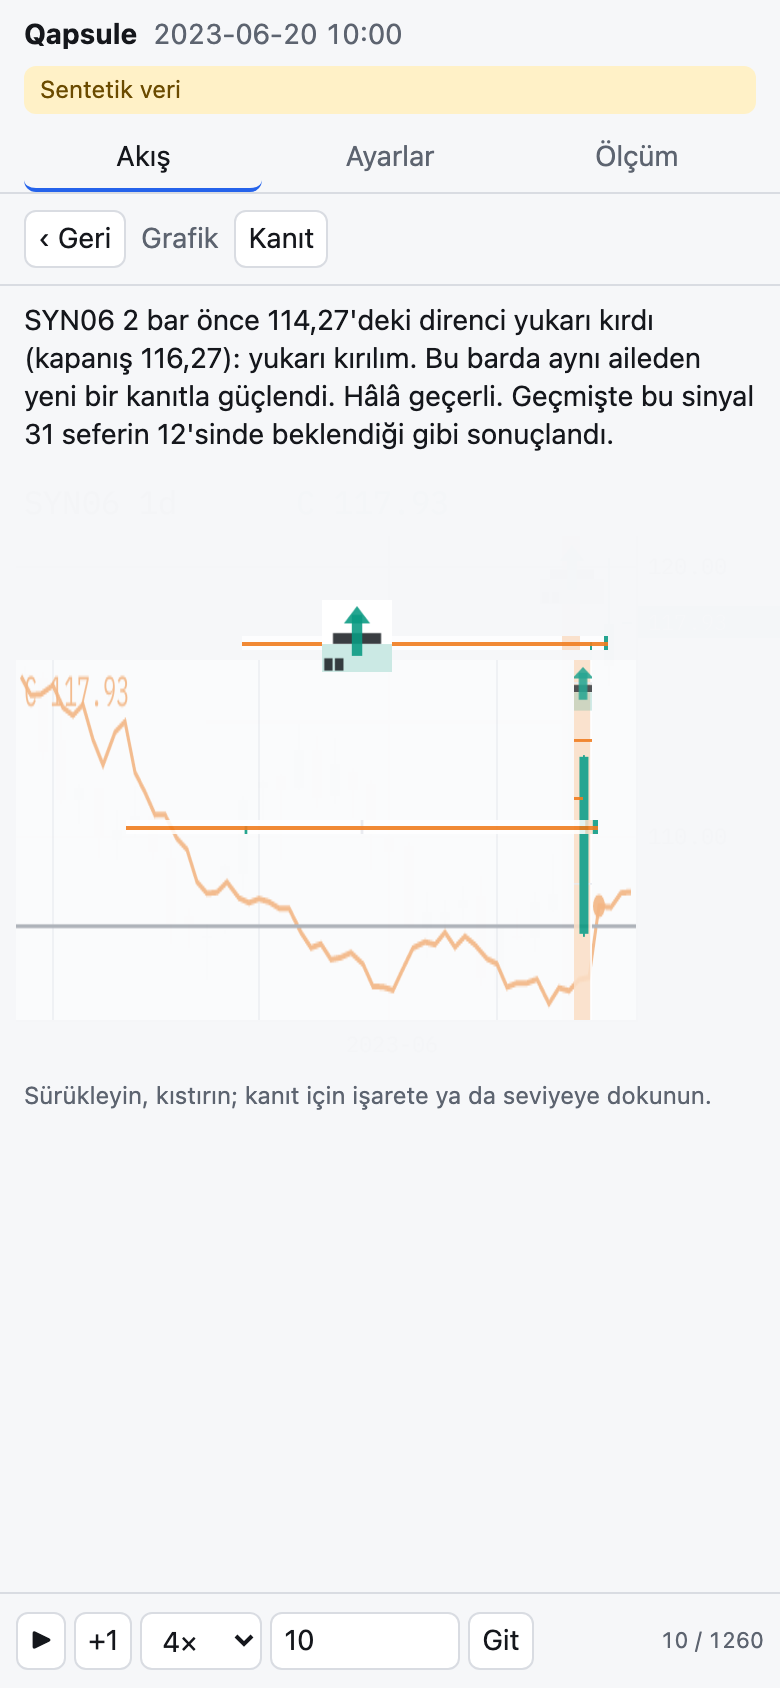 Qapsule 2023-06-20 10:00
Sentetik veri
Akış Ayarlar Ölçüm
‹ Geri Grafik Kanıt
SYN06 2 bar önce 114,27'deki direnci yukarı kırdı
(kapanış 116,27): yukarı kırılım. Bu barda aynı aileden
yeni bir kanıtla güçlendi. Hâlâ geçerli. Geçmişte bu sinyal
31 seferin 12'sinde beklendiği gibi sonuçlandı.
SYN06 1d
C 117.93
Sürükleyin, kıstırın; kanıt için işarete ya da seviyeye dokunun.
+1 4× 10 Git 10 / 1260